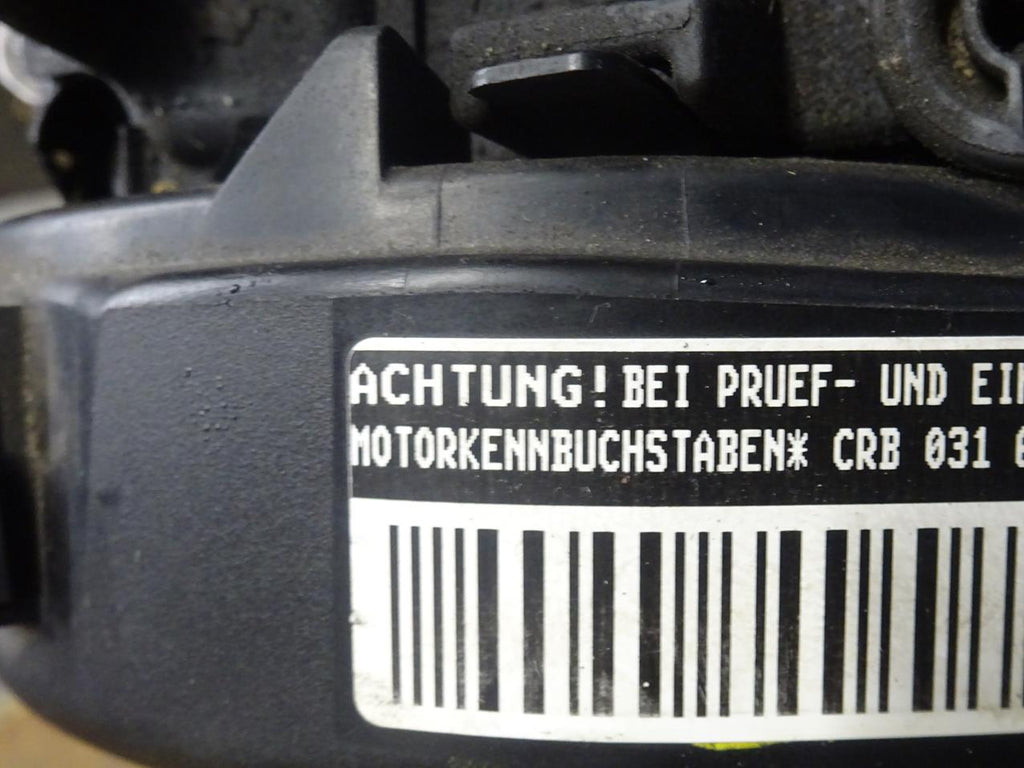 ACHTUNG! BEI PRUEF- UND
MOTORKENNBUCHSTABEN* CRB 031